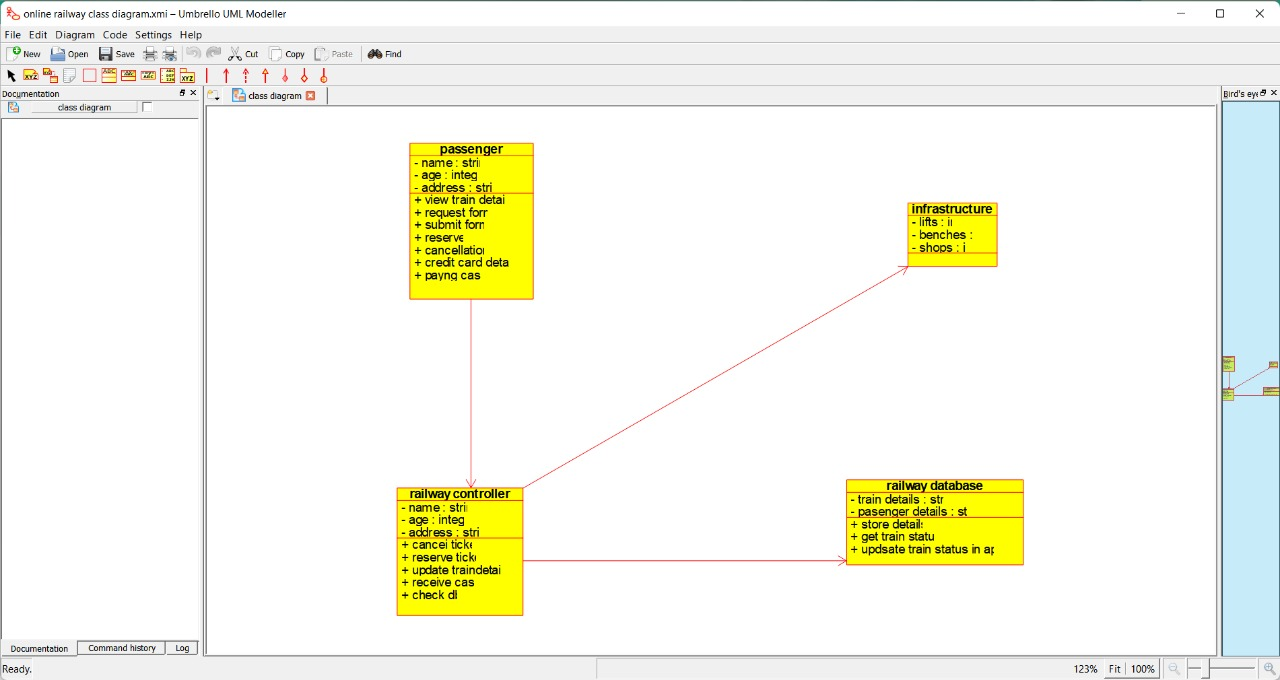 online railway class diagram.xmi – Umbrello UML Modeller
File Edit Diagram Code Settings Help
New Open Save Cut Copy Paste Find
Documentation
class diagram
class diagram
Bird's eye
passenger
- name : stri
- age : integ
- address : stri
+ view train detai
+ request forr
+ submit forn
+ reserve
+ cancellatio
+ credit card deta
+ payng cas
infrastructure
- lifts : i
- benches :
- shops : i
railway controller
- name : stri
- age : integ
- address : stri
+ cancel ticke
+ reserve ticke
+ update traindetai
+ receive cas
+ check d
railway database
- train details : str
- pasenger details : st
+ store details
+ get train statu
+ updsate train status in ap
Documentation Command history Log
Ready.
123% Fit 100%